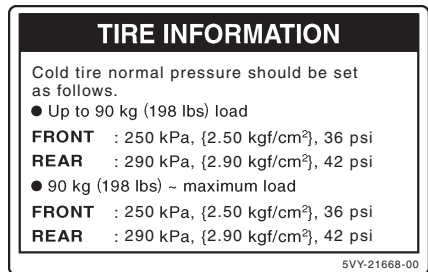 TIRE INFORMATION
Cold tire normal pressure should be set
as follows.
● Up to 90 kg (198 lbs) load
FRONT : 250 kPa, {2.50 kgf/cm²}, 36 psi
REAR : 290 kPa, {2.90 kgf/cm²}, 42 psi
● 90 kg (198 lbs) ~ maximum load
FRONT : 250 kPa, {2.50 kgf/cm²}, 36 psi
REAR : 290 kPa, {2.90 kgf/cm²}, 42 psi
5VY-21668-00